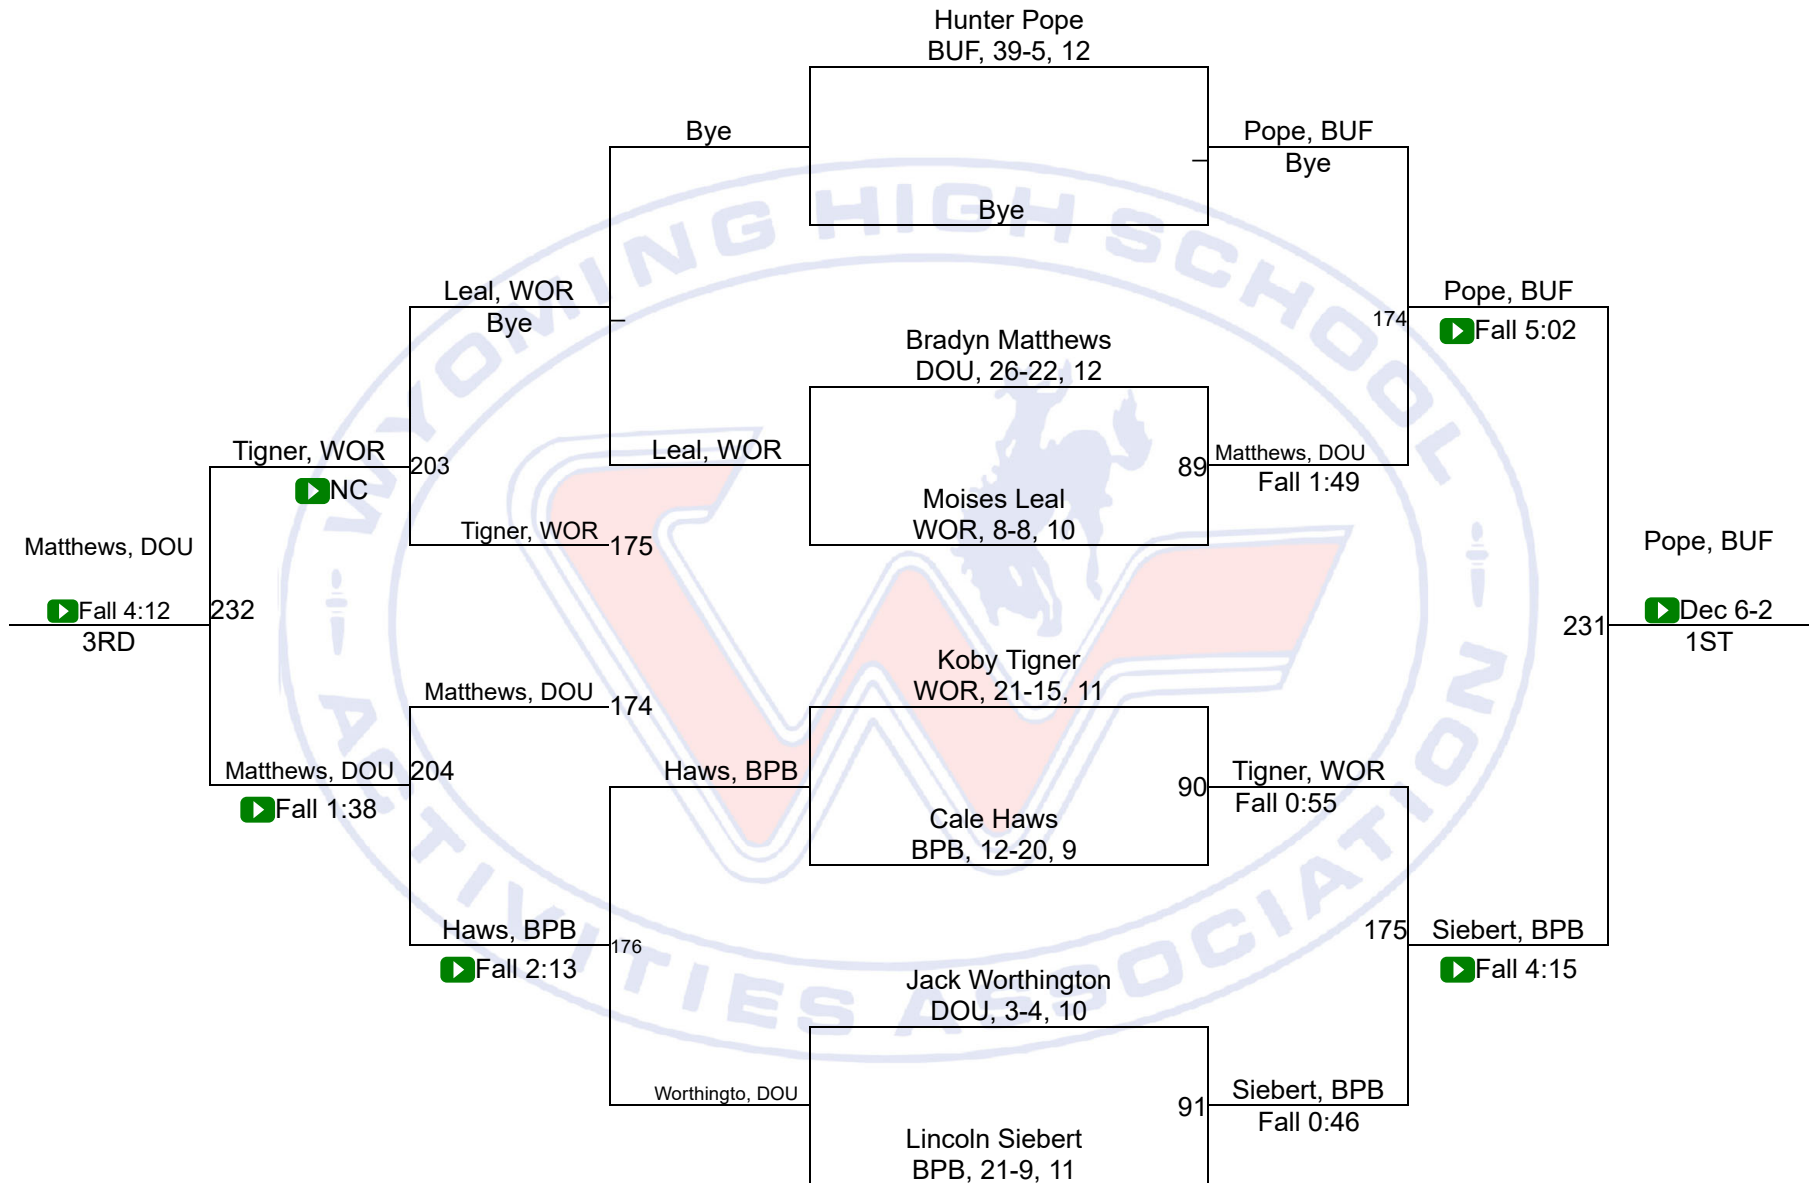 Hunter Pope
BUF, 39-5, 12
Bye
Pope, BUF
Bye
Bye
Leal, WOR
Bye
Pope, BUF
174
Fall 5:02
Bradyn Matthews
DOU, 26-22, 12
Tigner, WOR
203
NC
Leal, WOR
89
Matthews, DOU
Fall 1:49
Moises Leal
WOR, 8-8, 10
Tigner, WOR
175
Matthews, DOU
Fall 4:12
232
3RD
Pope, BUF
231
Dec 6-2
1ST
Koby Tigner
WOR, 21-15, 11
Matthews, DOU
174
Matthews, DOU
204
Fall 1:38
Haws, BPB
90
Tigner, WOR
Fall 0:55
Cale Haws
BPB, 12-20, 9
Haws, BPB
176
Fall 2:13
175
Siebert, BPB
Fall 4:15
Jack Worthington
DOU, 3-4, 10
Worthingto, DOU
91
Siebert, BPB
Fall 0:46
Lincoln Siebert
BPB, 21-9, 11
WYOMING HIGH SCHOOL
ACTIVITIES ASSOCIATION